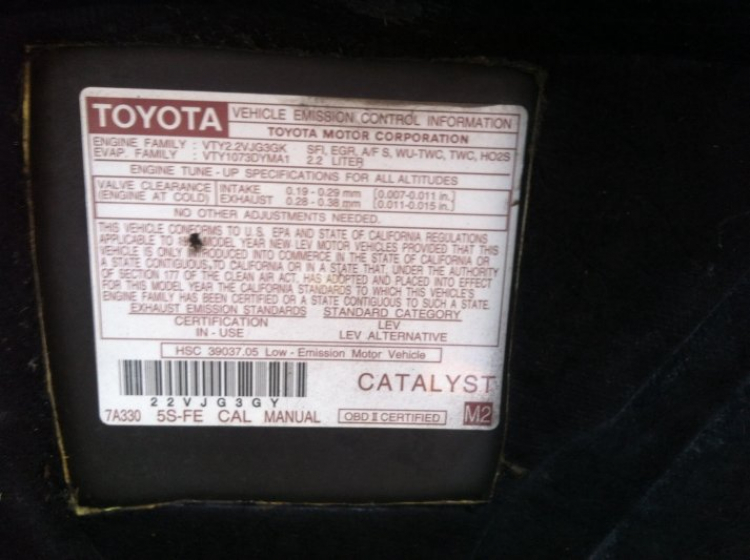 TOYOTA VEHICLE EMISSION CONTROL INFORMATION
TOYOTA MOTOR CORPORATION
ENGINE FAMILY : VTY2.2VJG3GK SFI, EGR, A/F S, WU-TWC, TWC, HO2S
EVAP. FAMILY : VTY1073DYMA1 2.2 LITER
ENGINE TUNE - UP SPECIFICATIONS FOR ALL ALTITUDES
VALVE CLEARANCE INTAKE 0.19 - 0.29 mm [0.007-0.011 in.]
(ENGINE AT COLD) EXHAUST 0.28 - 0.38 mm [0.011-0.015 in.]
NO OTHER ADJUSTMENTS NEEDED.
THIS VEHICLE CONFORMS TO U.S. EPA AND STATE OF CALIFORNIA REGULATIONS
APPLICABLE TO MODEL YEAR NEW LEV MOTOR VEHICLES PROVIDED THAT THIS
VEHICLE IS ONLY INTRODUCED INTO COMMERCE IN THE STATE OF CALIFORNIA OR
A STATE CONTIGUOUS TO CALIFORNIA OR IN A STATE THAT, UNDER THE AUTHORITY
OF SECTION 177 OF THE CLEAN AIR ACT, HAS ADOPTED AND PLACED INTO EFFECT
FOR THIS MODEL YEAR THE CALIFORNIA STANDARDS TO WHICH THIS VEHICLE'S
ENGINE FAMILY HAS BEEN CERTIFIED OR A STATE CONTIGUOUS TO SUCH A STATE.
EXHAUST EMISSION STANDARDS STANDARD CATEGORY
CERTIFICATION LEV
IN - USE LEV ALTERNATIVE
HSC 39037.05 Low - Emission Motor Vehicle
22VJG3GY CATALYST
7A330 5S-FE CAL MANUAL OBD II CERTIFIED M2